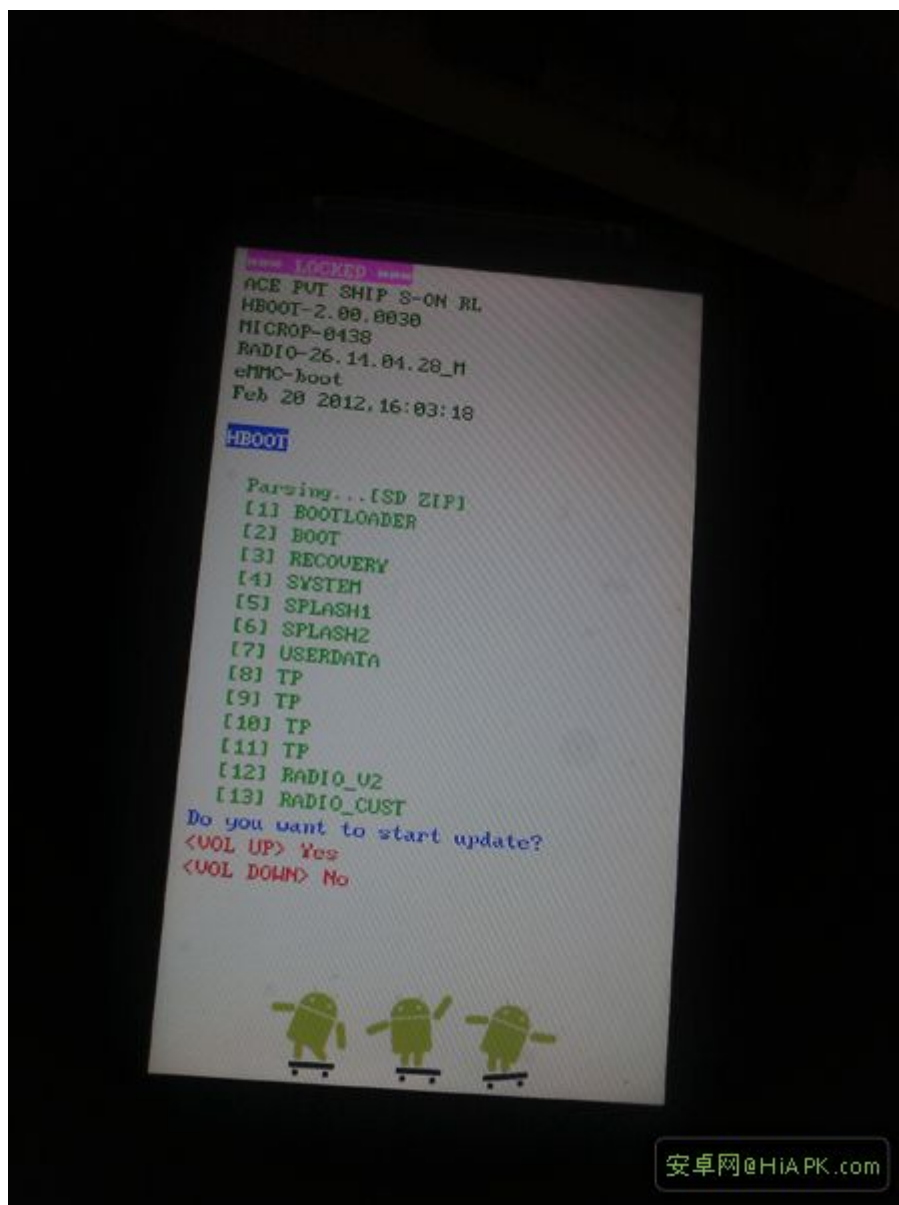 *** LOCKED ***
ACE PVT SHIP S-ON RL
HBOOT-2.00.0030
MICROP-0438
RADIO-26.14.04.28_M
eMMC-boot
Feb 20 2012,16:03:18
HBOOT
Parsing...[SD ZIP]
[1] BOOTLOADER
[2] BOOT
[3] RECOVERY
[4] SYSTEM
[5] SPLASH1
[6] SPLASH2
[7] USERDATA
[8] TP
[9] TP
[10] TP
[11] TP
[12] RADIO_V2
[13] RADIO_CUST
Do you want to start update?
<VOL UP> Yes
<VOL DOWN> No
安卓网@HiAPK.com